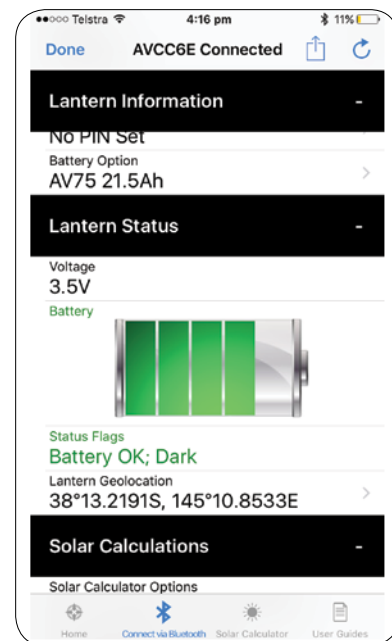 Telstra 4:16 pm 11%
Done AVCC6E Connected
Lantern Information -
No PIN Set
Battery Option
AV75 21.5Ah
Lantern Status -
Voltage
3.5V
Battery
Status Flags
Battery OK; Dark
Lantern Geolocation
38°13.2191S, 145°10.8533E
Solar Calculations -
Solar Calculator Options
Home Connect via Bluetooth Solar Calculator User Guides